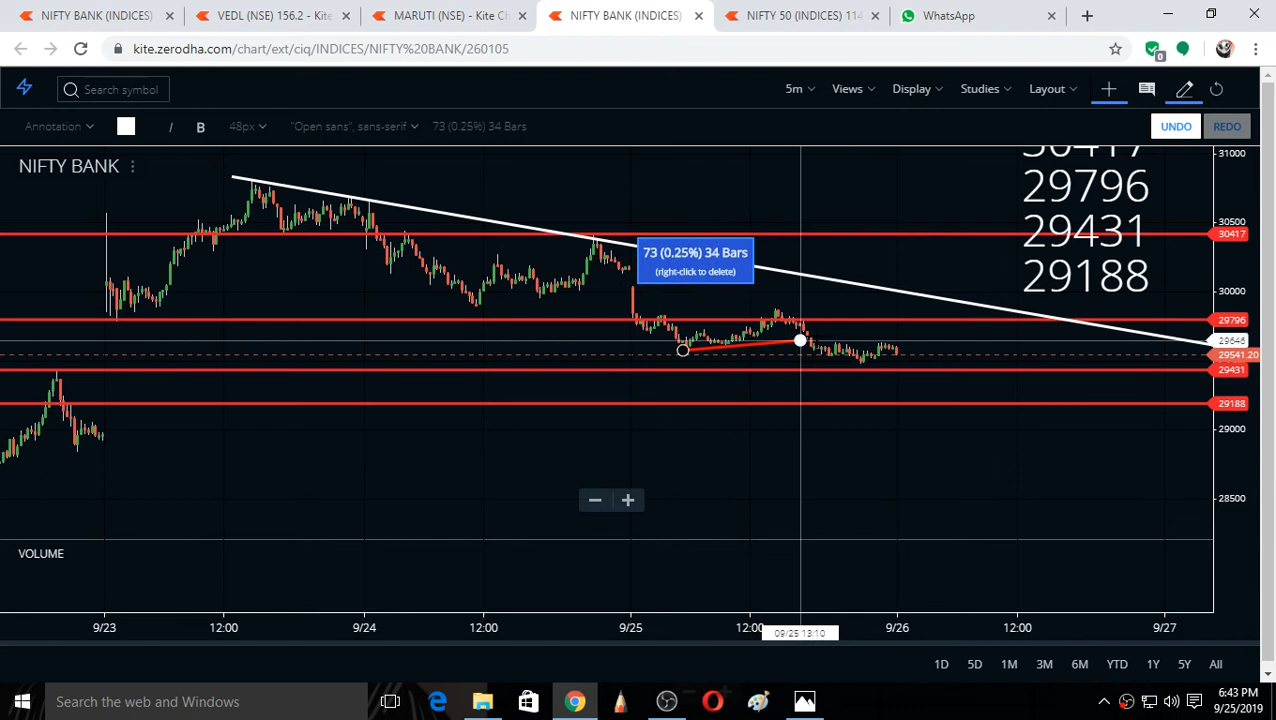 NIFTY BANK (INDICES)
VEDL (NSE) 156.2 - Kite
MARUTI (NSE) - Kite Ch
NIFTY BANK (INDICES)
NIFTY 50 (INDICES) 114
WhatsApp
kite.zerodha.com/chart/ext/ciq/INDICES/NIFTY%20BANK/260105
0
Search symbol
5m
Views
Display
Studies
Layout
Annotation
B
48px
"Open sans", sans-serif
73 (0.25%) 34 Bars
UNDO
REDO
NIFTY BANK
30417
29796
29431
29188
31000
30500
30417
30000
29796
29646
29541.20
29431
29188
29000
28500
73 (0.25%) 34 Bars
(right-click to delete)
VOLUME
9/23
12:00
9/24
12:00
9/25
12:00
09/25 13:10
9/26
12:00
9/27
1D
5D
1M
3M
6M
YTD
1Y
5Y
All
Search the web and Windows
6:43 PM
9/25/2019